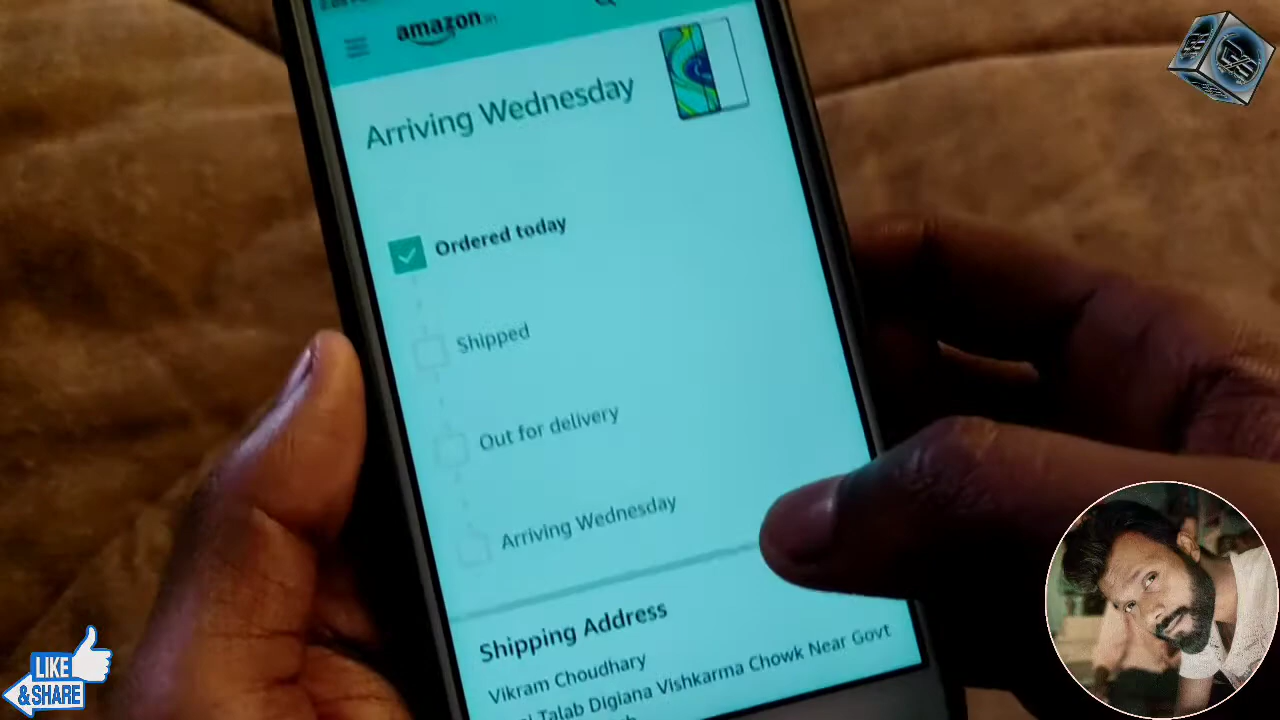 amazon.in
Arriving Wednesday
Ordered today
Shipped
Out for delivery
Arriving Wednesday
Shipping Address
Vikram Choudhary
Talab Digiana Vishkarma Chowk Near Govt
LIKE
& SHARE